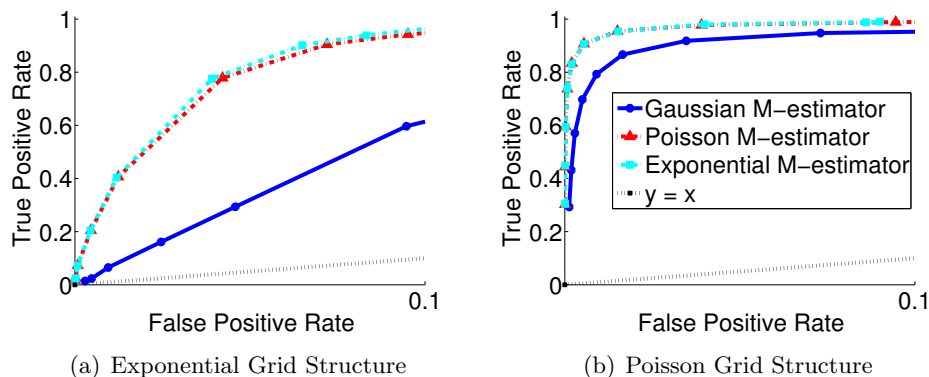 True Positive Rate
1
0.8
0.6
0.4
0.2
0
0.1
False Positive Rate
(a) Exponential Grid Structure
True Positive Rate
1
0.8
0.6
0.4
0.2
0
0.1
False Positive Rate
Gaussian M-estimator
Poisson M-estimator
Exponential M-estimator
y = x
(b) Poisson Grid Structure